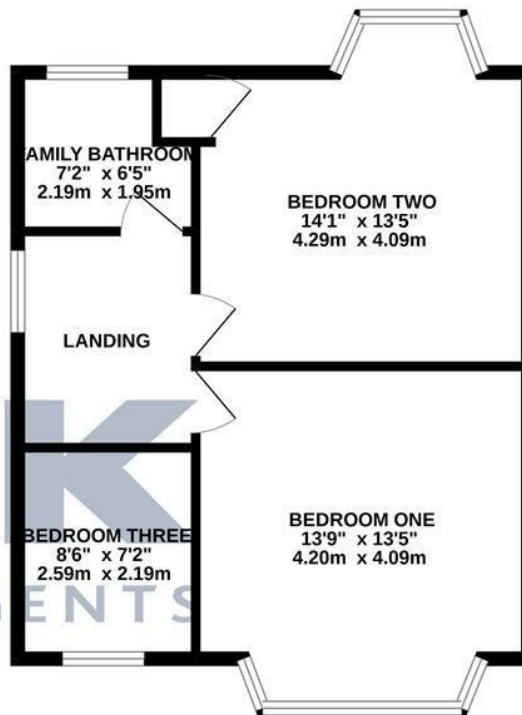 FAMILY BATHROOM
7'2" x 6'5"
2.19m x 1.95m
BEDROOM TWO
14'1" x 13'5"
4.29m x 4.09m
LANDING
BEDROOM THREE
8'6" x 7'2"
2.59m x 2.19m
BEDROOM ONE
13'9" x 13'5"
4.20m x 4.09m
K
GENTS